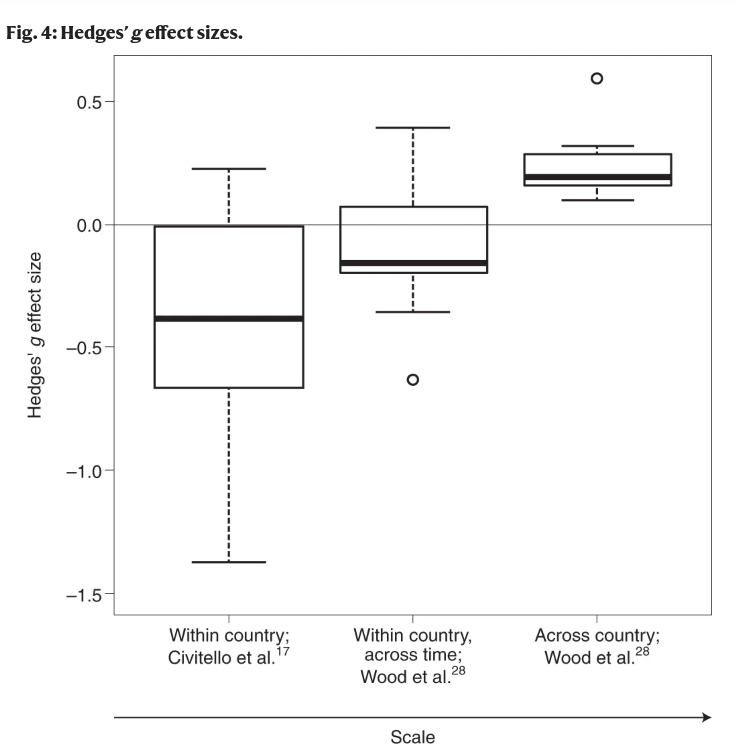 Fig. 4: Hedges’ g effect sizes.
0.5
0.0
–0.5
–1.0
–1.5
Hedges' g effect size
Within country;
Civitello et al.17
Within country,
across time;
Wood et al.28
Across country;
Wood et al.28
Scale